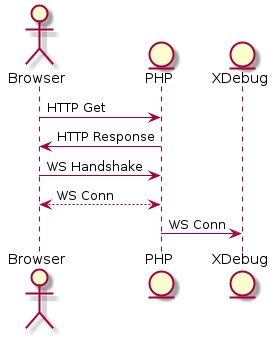 Browser PHP XDebug
HTTP Get
HTTP Response
WS Handshake
WS Conn
WS Conn
Browser PHP XDebug